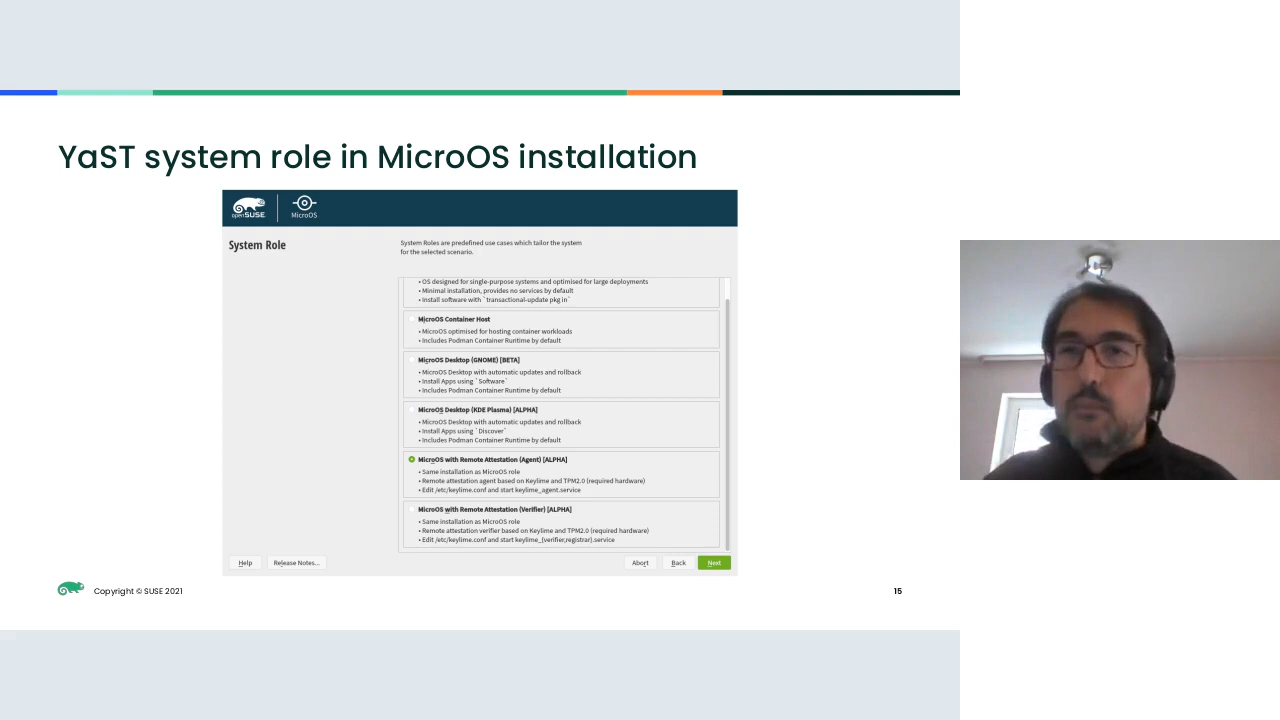 YaST system role in MicroOS installation
openSUSE
MicroOS
System Role
System Roles are predefined use cases which tailor the system
for the selected scenario.
• OS designed for single-purpose systems and optimised for large deployments
• Minimal installation, provides no services by default
• Install software with `transactional-update pkg in`
MicroOS Container Host
• MicroOS optimised for hosting container workloads
• Includes Podman Container Runtime by default
MicroOS Desktop (GNOME) [BETA]
• MicroOS Desktop with automatic updates and rollback
• Install Apps using `Software`
• Includes Podman Container Runtime by default
MicroOS Desktop (KDE Plasma) [ALPHA]
• MicroOS Desktop with automatic updates and rollback
• Install Apps using `Discover`
• Includes Podman Container Runtime by default
MicroOS with Remote Attestation (Agent) [ALPHA]
• Same installation as MicroOS role
• Remote attestation agent based on Keylime and TPM2.0 (required hardware)
• Edit /etc/keylime.conf and start keylime_agent.service
MicroOS with Remote Attestation (Verifier) [ALPHA]
• Same installation as MicroOS role
• Remote attestation verifier based on Keylime and TPM2.0 (required hardware)
• Edit /etc/keylime.conf and start keylime_{verifier,registrar}.service
Help
Release Notes...
Abort
Back
Next
Copyright © SUSE 2021
15